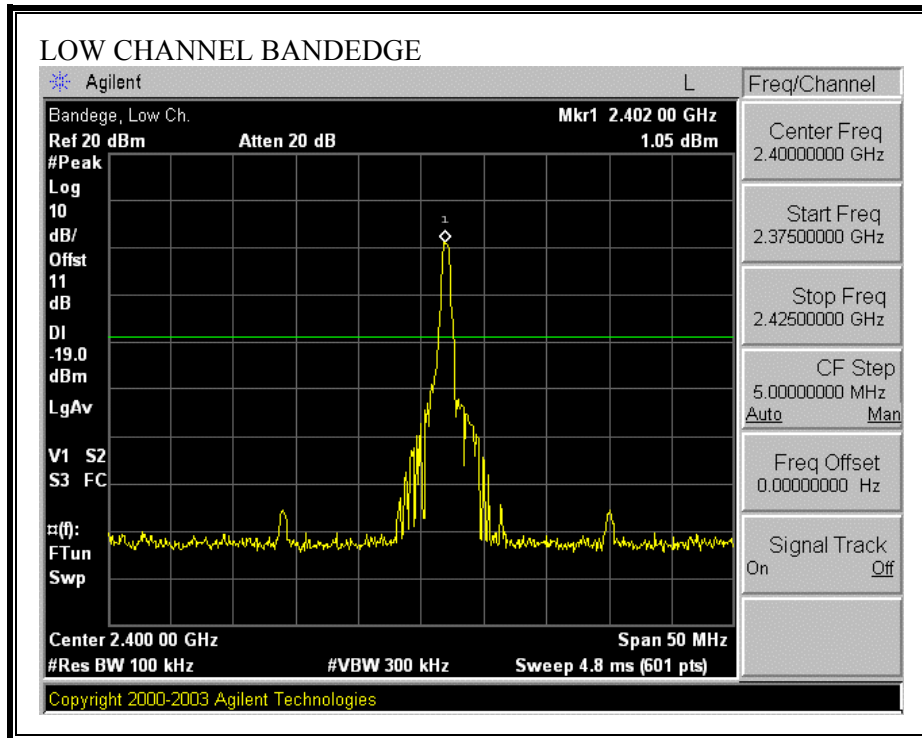 LOW CHANNEL BANDEDGE
Agilent L Freq/Channel
Bandege, Low Ch. Mkr1 2.402 00 GHz
Ref 20 dBm Atten 20 dB 1.05 dBm
#Peak
Log
10
dB/
Offst
11
dB
DI
-19.0
dBm
LgAv
V1 S2
S3 FC
¤(f):
FTun
Swp
1
Center 2.400 00 GHz Span 50 MHz
#Res BW 100 kHz #VBW 300 kHz Sweep 4.8 ms (601 pts)
Copyright 2000-2003 Agilent Technologies
Center Freq
2.40000000 GHz
Start Freq
2.37500000 GHz
Stop Freq
2.42500000 GHz
CF Step
5.00000000 MHz
Auto Man
Freq Offset
0.00000000 Hz
Signal Track
On Off